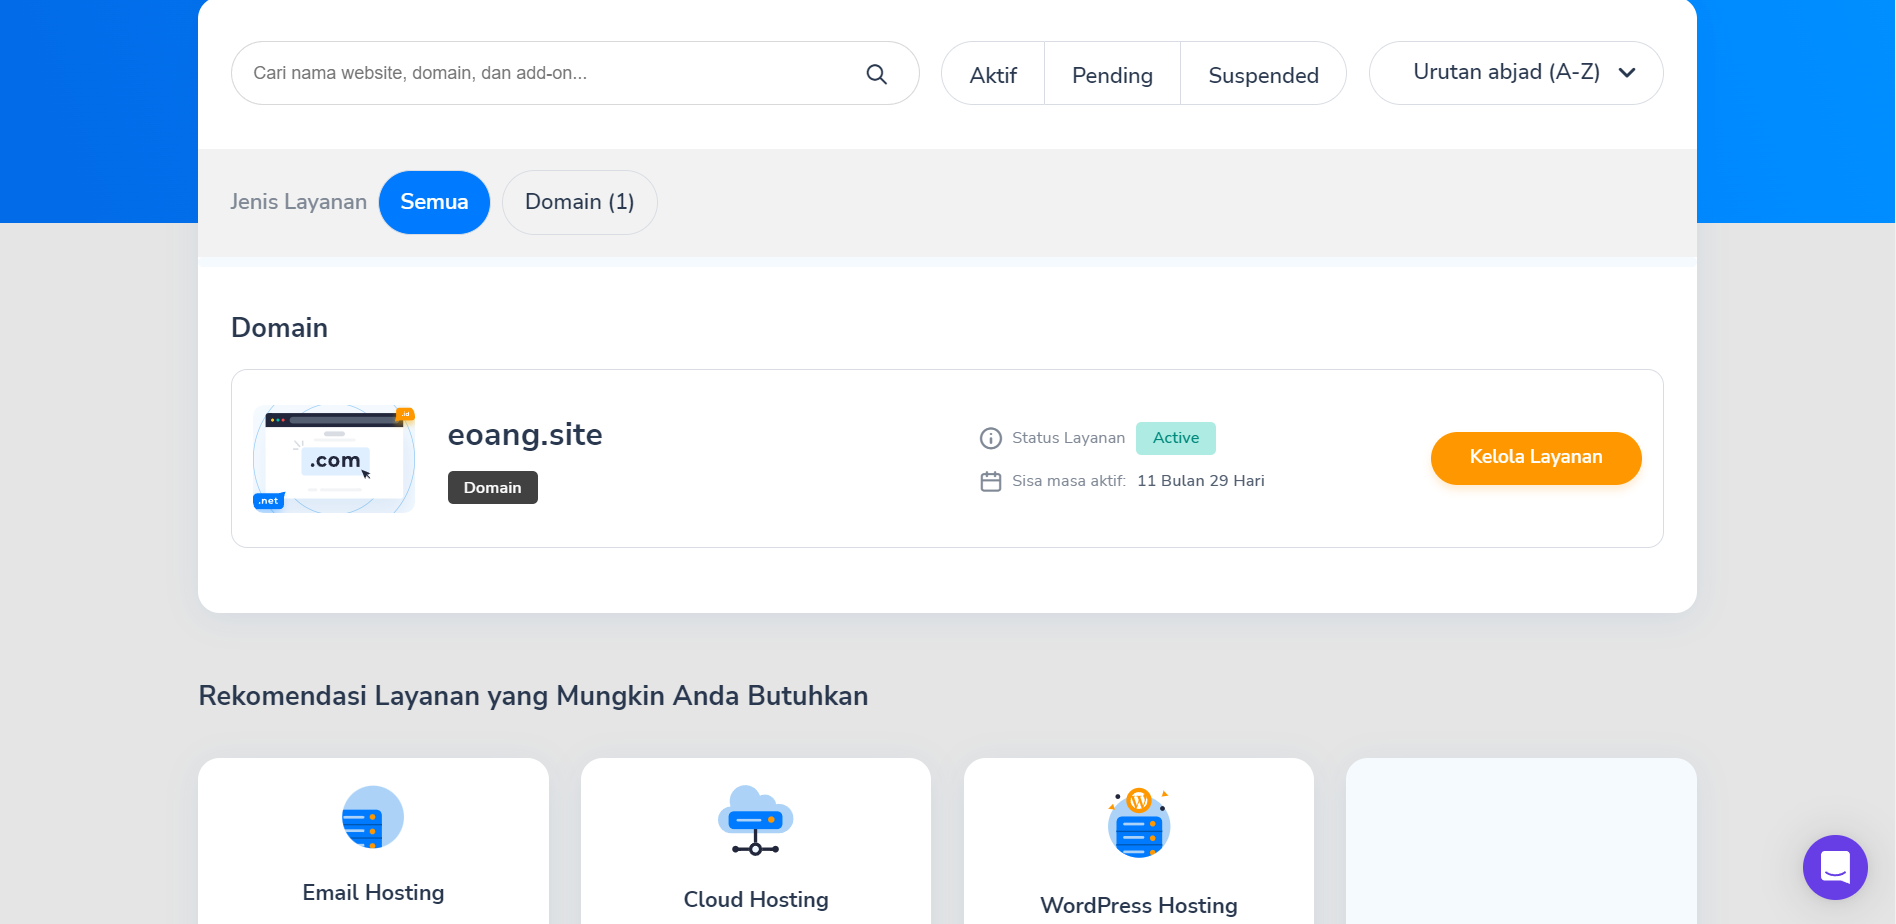 Cari nama website, domain, dan add-on...
Aktif
Pending
Suspended
Urutan abjad (A-Z)
Jenis Layanan
Semua
Domain (1)
Domain
.id
.com
.net
eoang.site
Domain
Status Layanan
Active
Sisa masa aktif:
11 Bulan 29 Hari
Kelola Layanan
Rekomendasi Layanan yang Mungkin Anda Butuhkan
Email Hosting
Cloud Hosting
WordPress Hosting